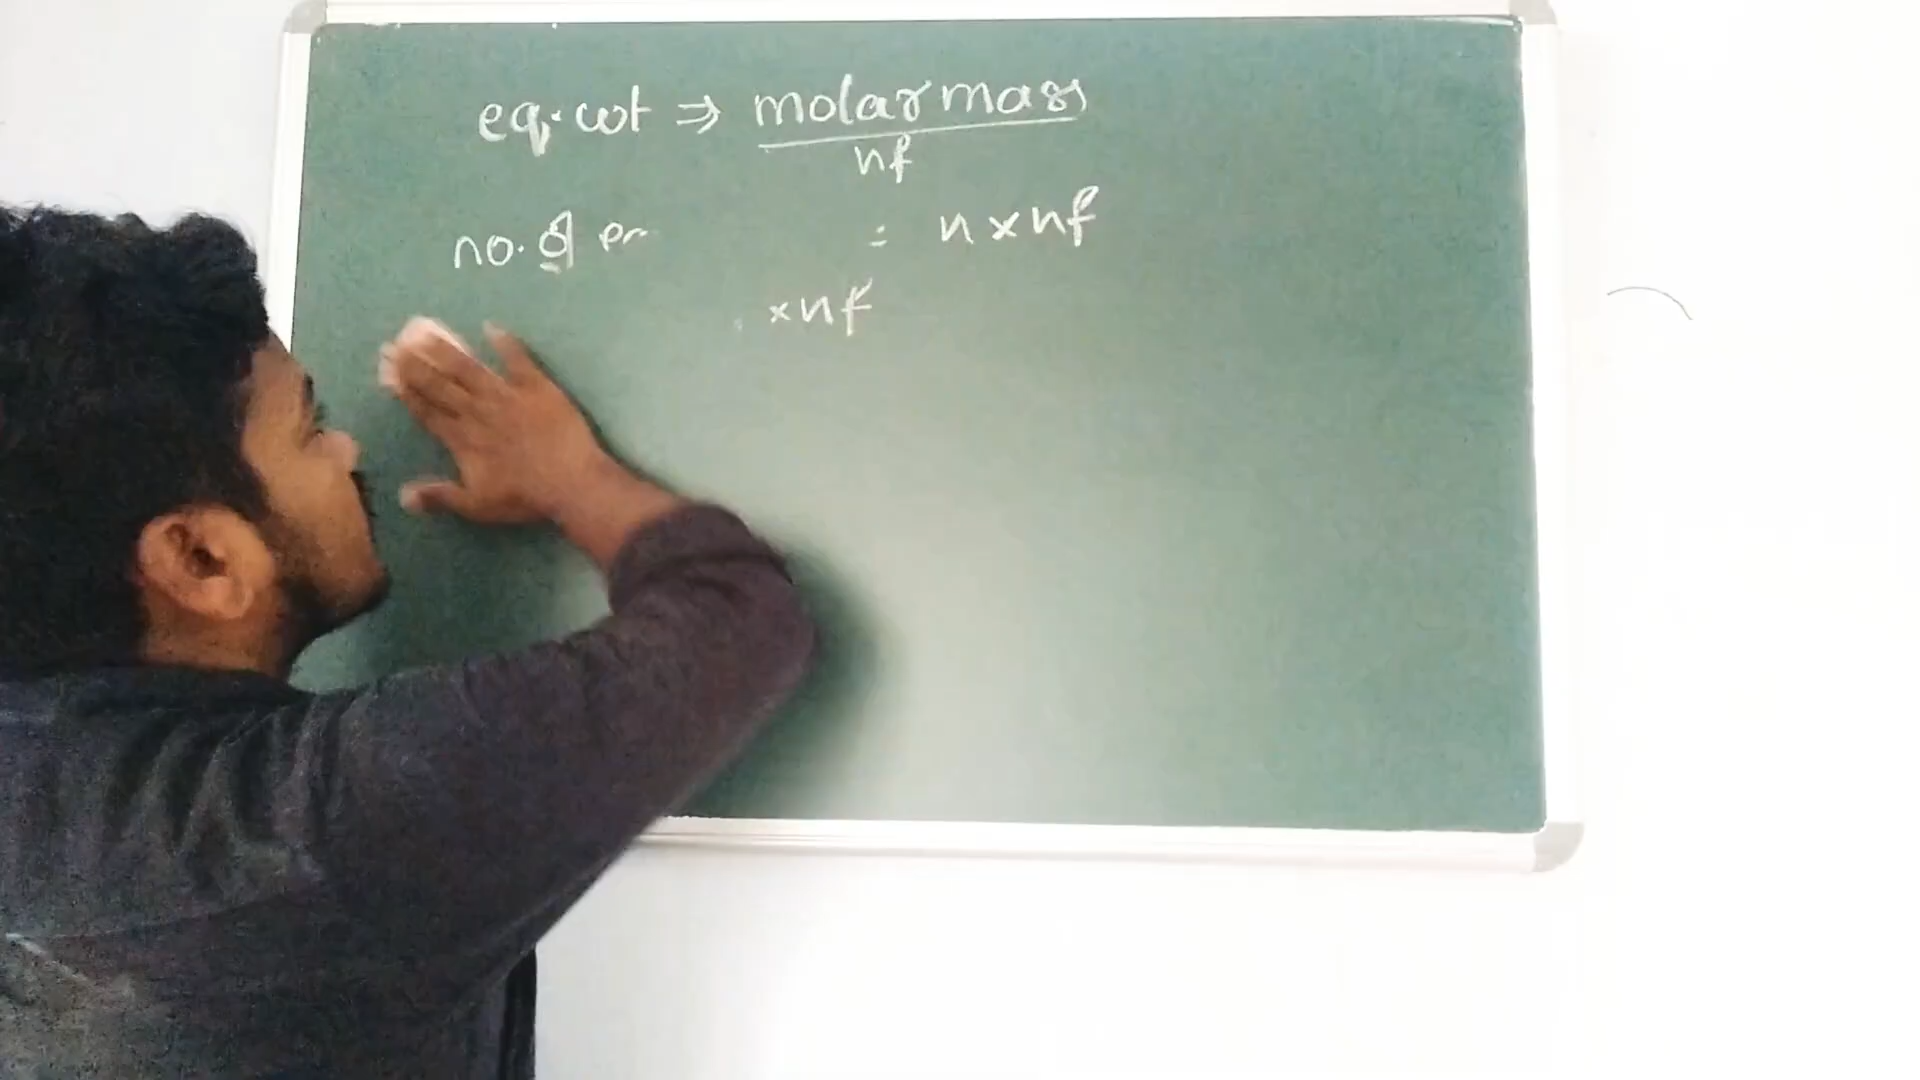 eq.wt ⇒ molar mass
nf
no. of = n x nf
x nf